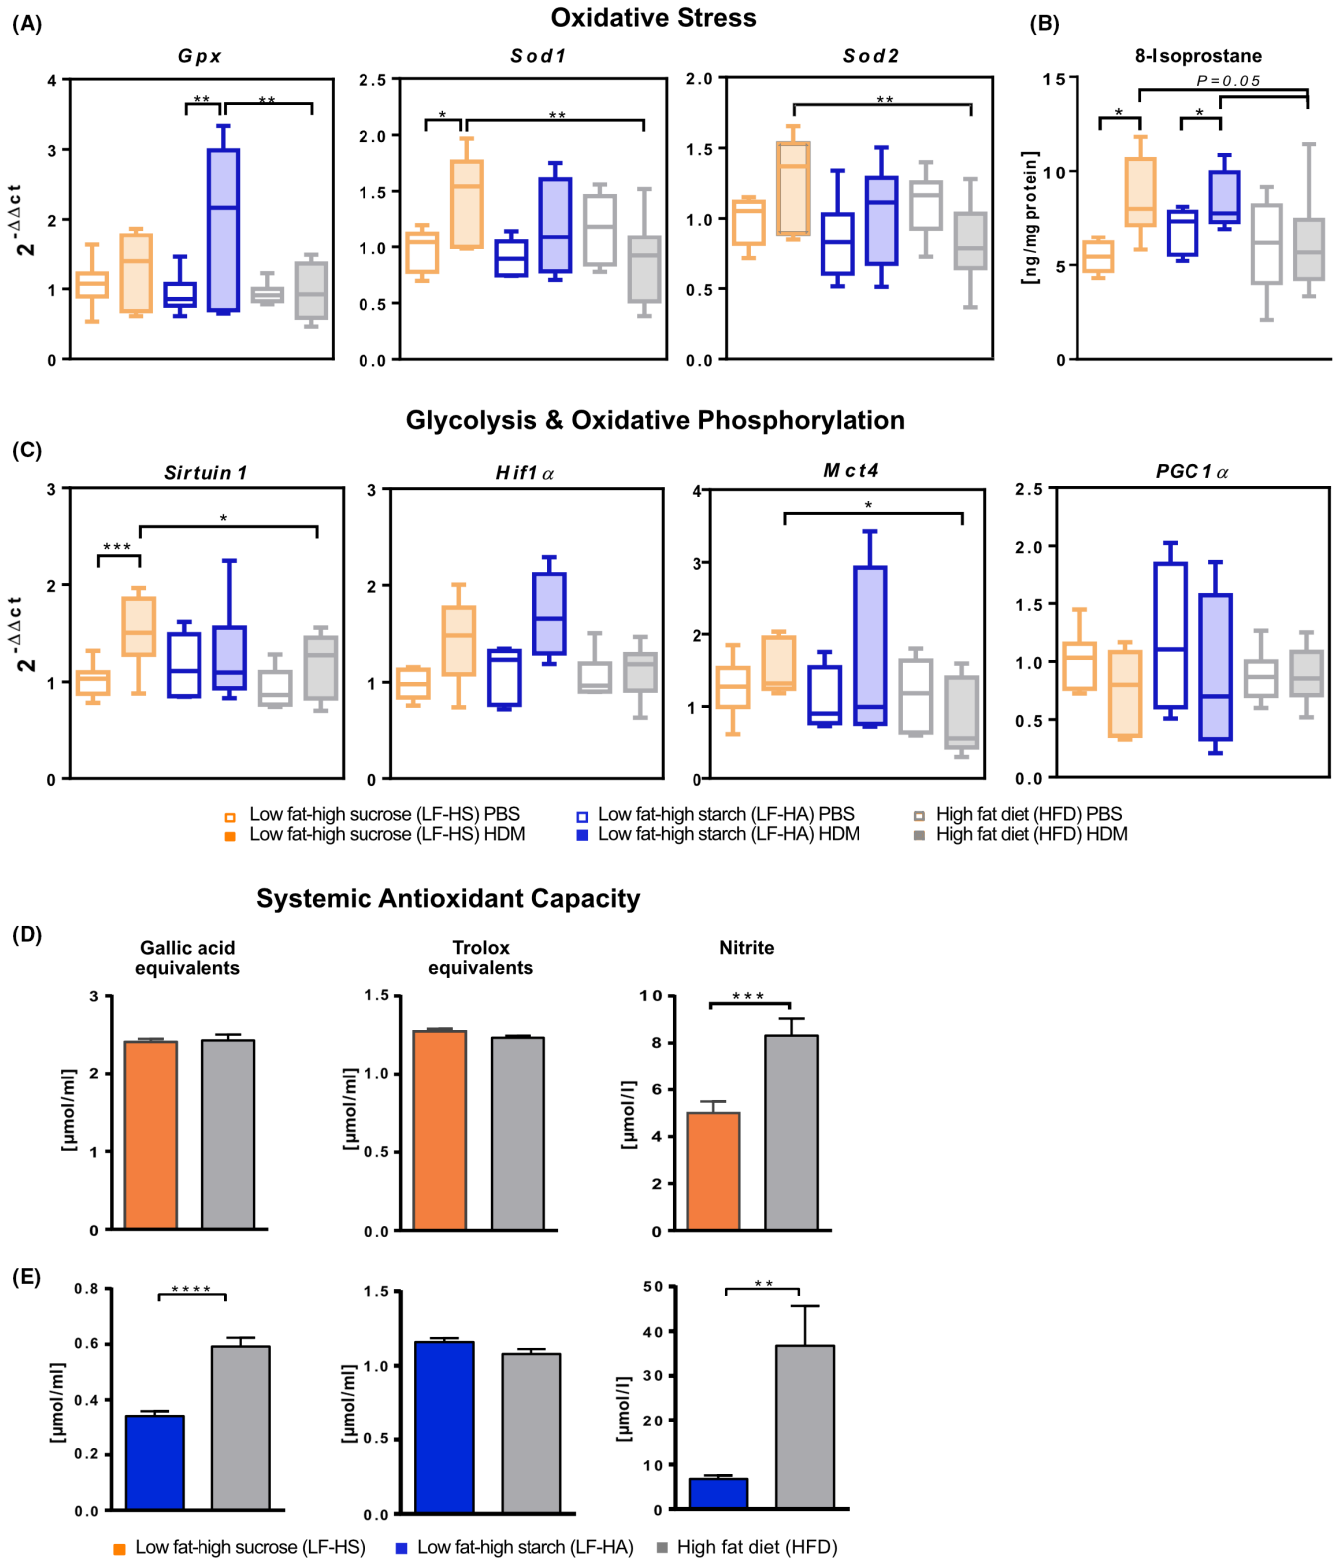 (A)
Oxidative Stress
(B)
Gpx
Sod1
Sod2
8-Isoprostane
2^-ΔΔct
4
3
2
1
0
**
**
2.5
2.0
1.5
1.0
0.5
0.0
*
**
2.0
1.5
1.0
0.5
0.0
**
[ng/mg protein]
15
10
5
0
P=0.05
*
*
Glycolysis & Oxidative Phosphorylation
(C)
Sirtuin 1
Hif1α
Mct4
PGC1α
2^-ΔΔct
3
2
1
0
***
*
3
2
1
0
4
3
2
1
0
*
2.5
2.0
1.5
1.0
0.5
0.0
Low fat-high sucrose (LF-HS) PBS
Low fat-high sucrose (LF-HS) HDM
Low fat-high starch (LF-HA) PBS
Low fat-high starch (LF-HA) HDM
High fat diet (HFD) PBS
High fat diet (HFD) HDM
Systemic Antioxidant Capacity
(D)
Gallic acid
equivalents
Trolox
equivalents
Nitrite
[µmol/ml]
3
2
1
0
[µmol/ml]
1.5
1.0
0.5
0.0
[µmol/l]
10
8
6
4
2
0
***
(E)
[µmol/ml]
0.8
0.6
0.4
0.2
0.0
****
[µmol/ml]
1.5
1.0
0.5
0.0
[µmol/l]
50
40
30
20
10
0
**
Low fat-high sucrose (LF-HS)
Low fat-high starch (LF-HA)
High fat diet (HFD)